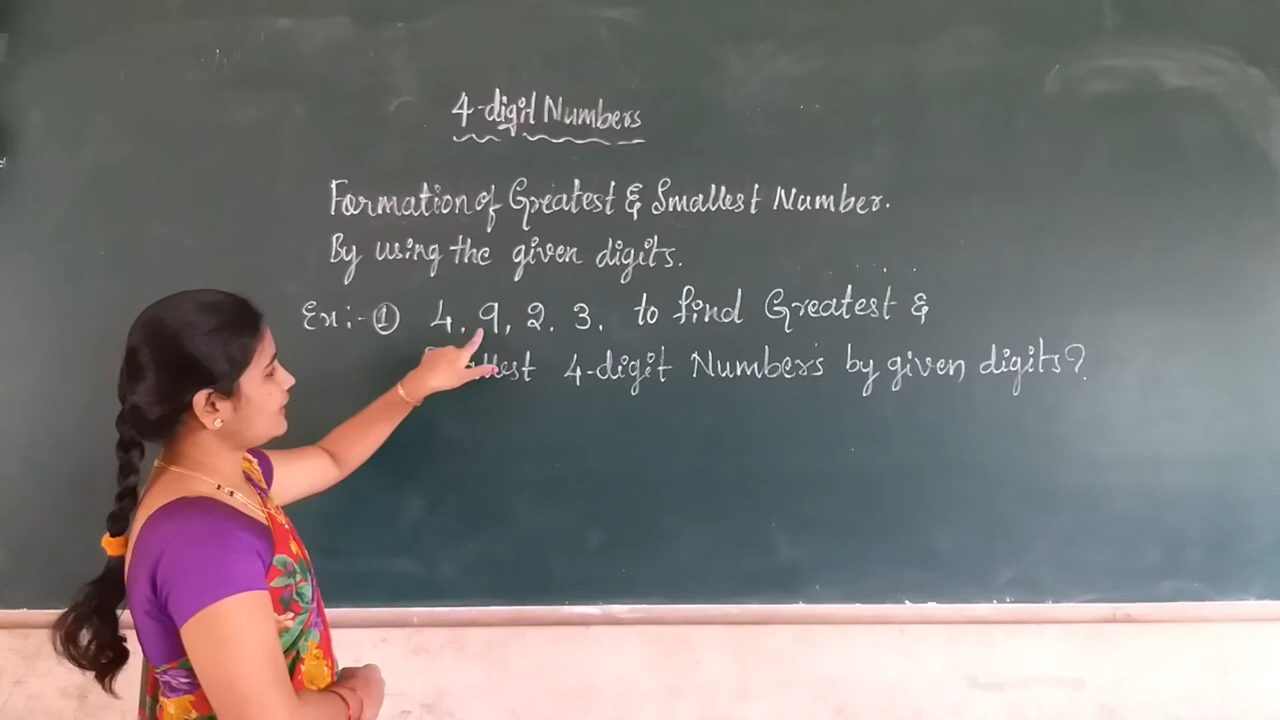 4-digit Numbers
Formation of Greatest & Smallest Number.
By using the given digits.
Ex:- ① 4, 9, 2. 3. to find Greatest &
Smallest 4-digit Numbers by given digits?